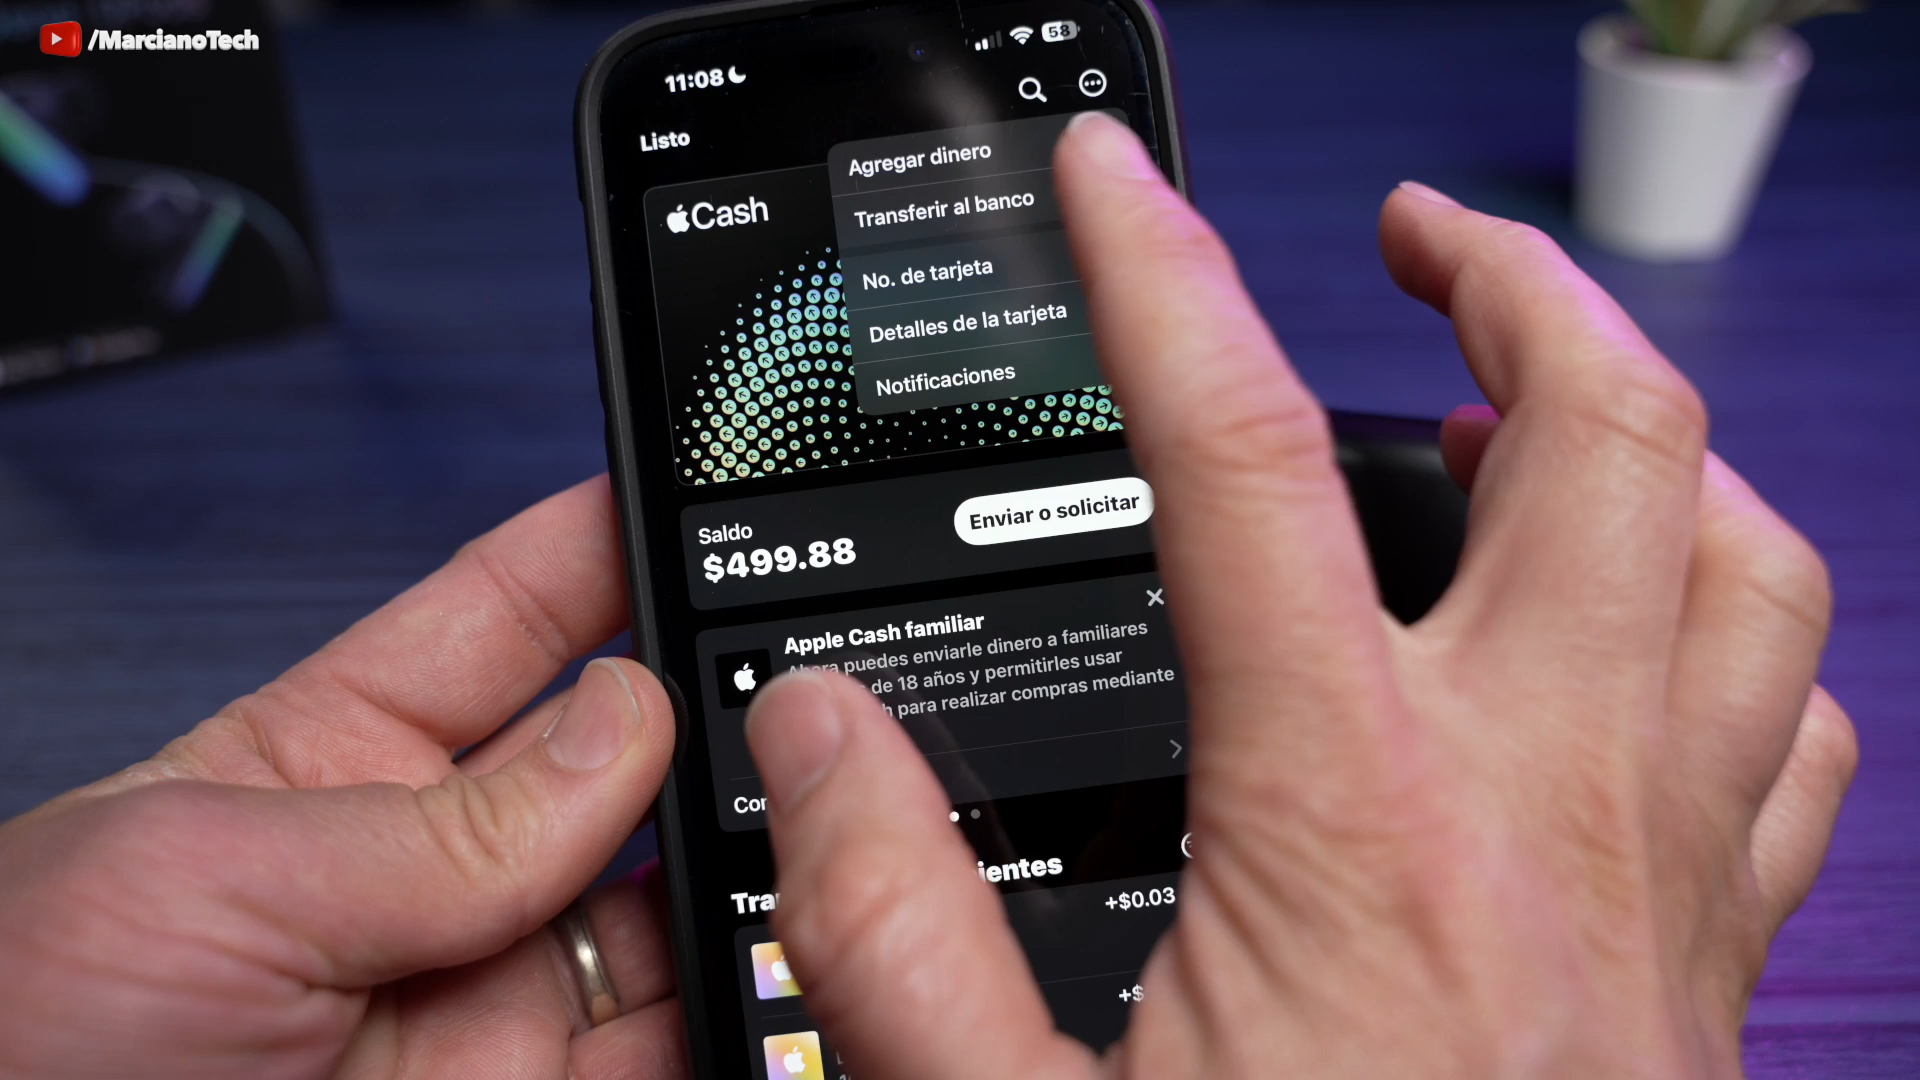 /MarcianoTech
11:08
58
Listo
Agregar dinero
Transferir al banco
No. de tarjeta
Detalles de la tarjeta
Notificaciones
Cash
Saldo
$499.88
Enviar o solicitar
Apple Cash familiar
Ahora puedes enviarle dinero a familiares
de 18 años y permitirles usar
para realizar compras mediante
+$0.03
+$